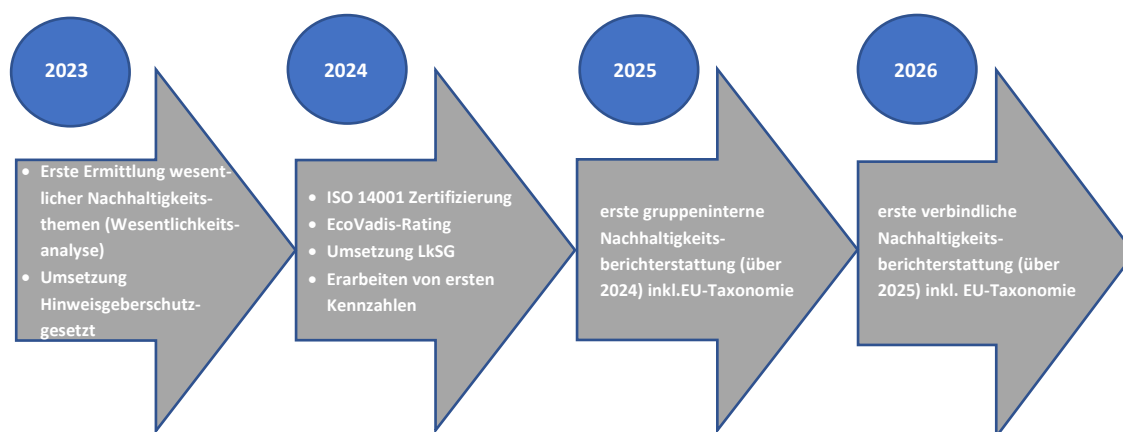 2023
• Erste Ermittlung wesent-
licher Nachhaltigkeits-
themen (Wesentlichkeits-
analyse)
• Umsetzung
Hinweisgeberschutz-
gesetzt
2024
• ISO 14001 Zertifizierung
• EcoVadis-Rating
• Umsetzung LkSG
• Erarbeiten von ersten
Kennzahlen
2025
erste gruppeninterne
Nachhaltigkeits-
berichterstattung (über
2024) inkl.EU-Taxonomie
2026
erste verbindliche
Nachhaltigkeits-
berichterstattung (über
2025) inkl. EU-Taxonomie